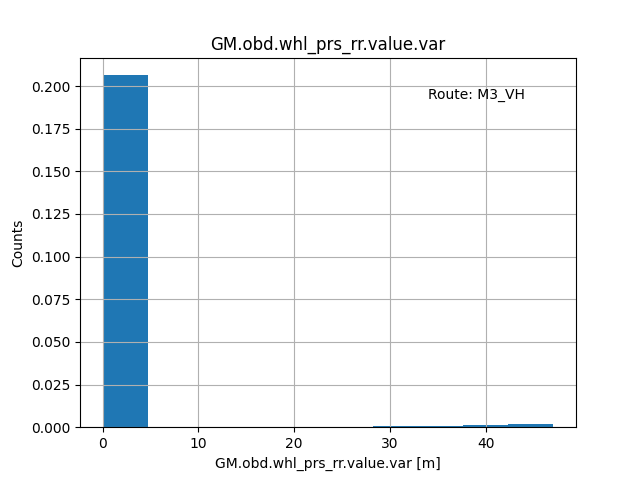 GM.obd.whl_prs_rr.value.var
Route: M3_VH
Counts
0.200
0.175
0.150
0.125
0.100
0.075
0.050
0.025
0.000
0 10 20 30 40
GM.obd.whl_prs_rr.value.var [m]